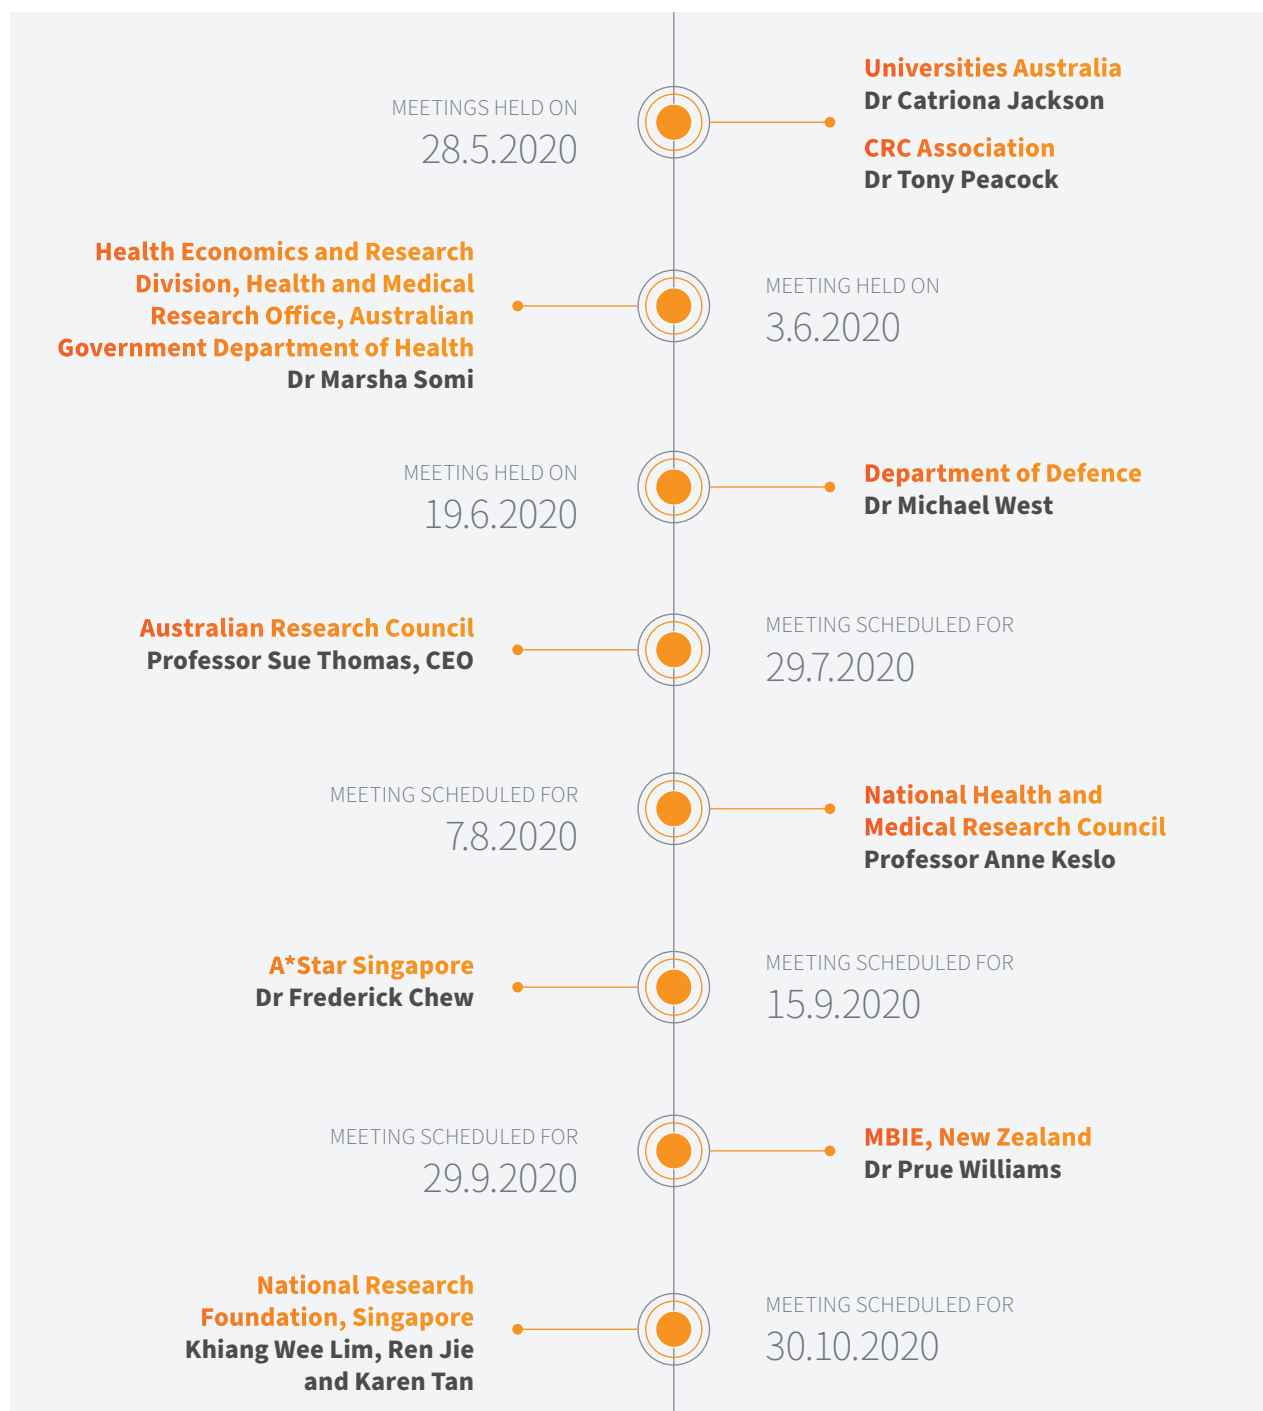 MEETINGS HELD ON
28.5.2020
Universities Australia
Dr Catriona Jackson
CRC Association
Dr Tony Peacock
Health Economics and Research
Division, Health and Medical
Research Office, Australian
Government Department of Health
Dr Marsha Somi
MEETING HELD ON
3.6.2020
MEETING HELD ON
19.6.2020
Department of Defence
Dr Michael West
Australian Research Council
Professor Sue Thomas, CEO
MEETING SCHEDULED FOR
29.7.2020
MEETING SCHEDULED FOR
7.8.2020
National Health and
Medical Research Council
Professor Anne Keslo
A*Star Singapore
Dr Frederick Chew
MEETING SCHEDULED FOR
15.9.2020
MEETING SCHEDULED FOR
29.9.2020
MBIE, New Zealand
Dr Prue Williams
National Research
Foundation, Singapore
Khiang Wee Lim, Ren Jie
and Karen Tan
MEETING SCHEDULED FOR
30.10.2020